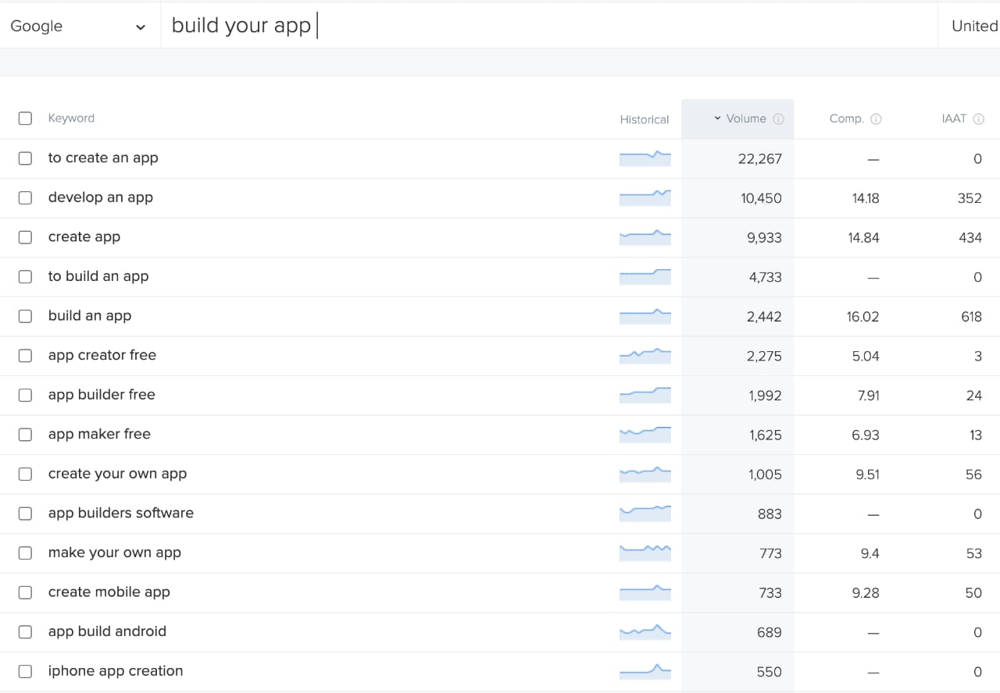 Google build your app United
Keyword Historical Volume Comp. IAAT
to create an app 22,267 — 0
develop an app 10,450 14.18 352
create app 9,933 14.84 434
to build an app 4,733 — 0
build an app 2,442 16.02 618
app creator free 2,275 5.04 3
app builder free 1,992 7.91 24
app maker free 1,625 6.93 13
create your own app 1,005 9.51 56
app builders software 883 — 0
make your own app 773 9.4 53
create mobile app 733 9.28 50
app build android 689 — 0
iphone app creation 550 — 0